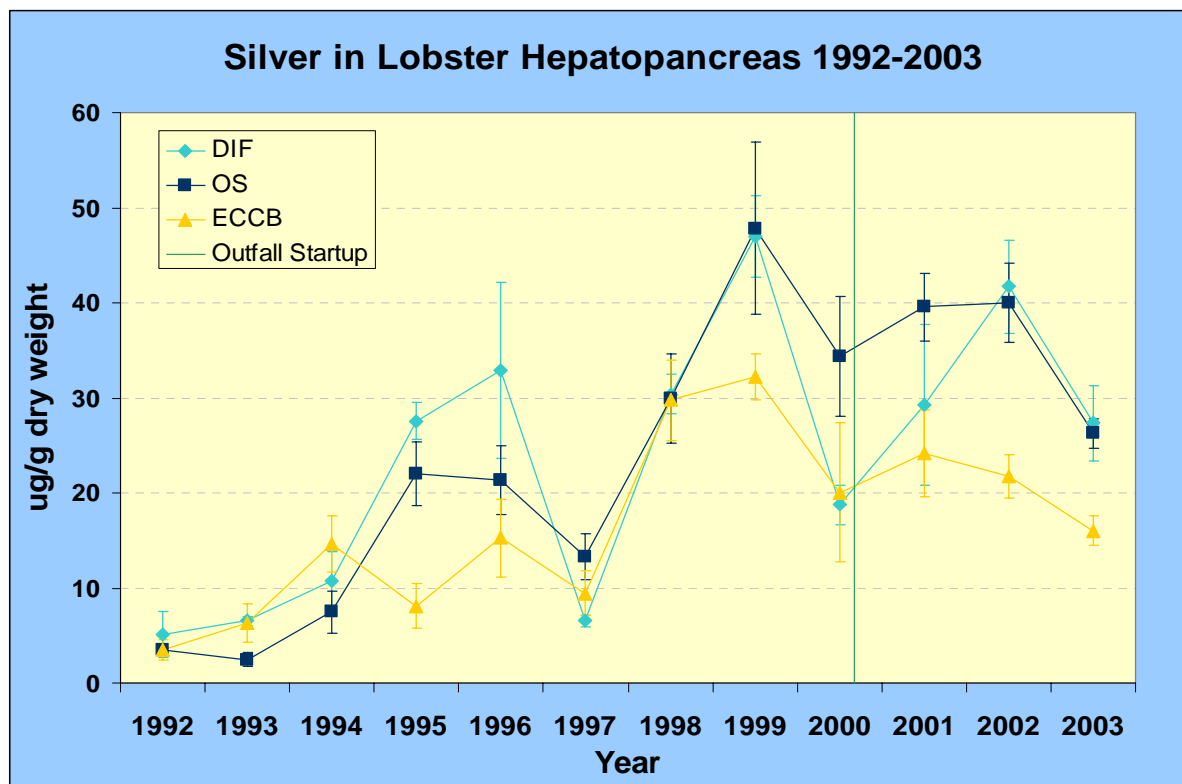 Silver in Lobster Hepatopancreas 1992-2003
60
50
40
30
20
10
0
DIF
OS
ECCB
Outfall Startup
ug/g dry weight
1992 1993 1994 1995 1996 1997 1998 1999 2000 2001 2002 2003
Year